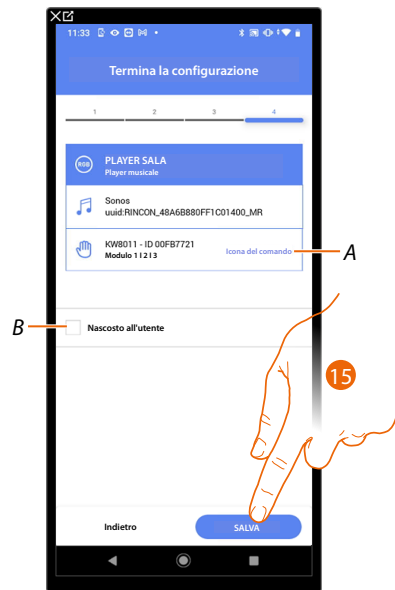 11:33
Termina la configurazione
1 2 3 4
RGB
PLAYER SALA
Player musicale
Sonos
uuid:RINCON_48A6B880FF1C01400_MR
KW8011 - ID 00FB7721
Modulo 1 I 2 I 3
Icona del comando
A
B
Nascosto all'utente
15
Indietro
SALVA